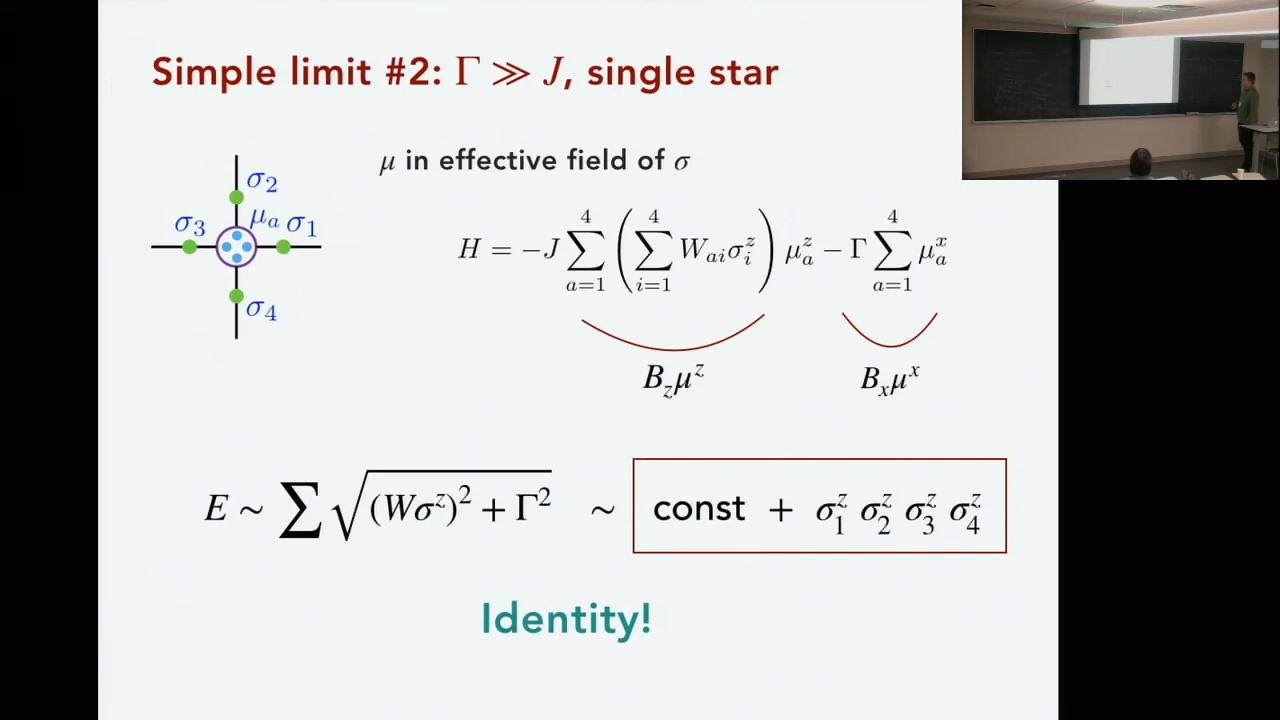 Simple limit #2: Γ ≫ J, single star
μ in effective field of σ
σ₂
σ₃ μₐ σ₁
σ₄
H = −J ∑_{a=1}^{4} ( ∑_{i=1}^{4} W_{ai} σ_i^z ) μ_a^z − Γ ∑_{a=1}^{4} μ_a^x
B_z μ^z B_x μ^x
E ~ ∑ √((Wσ^z)² + Γ²) ~ const + σ_1^z σ_2^z σ_3^z σ_4^z
Identity!